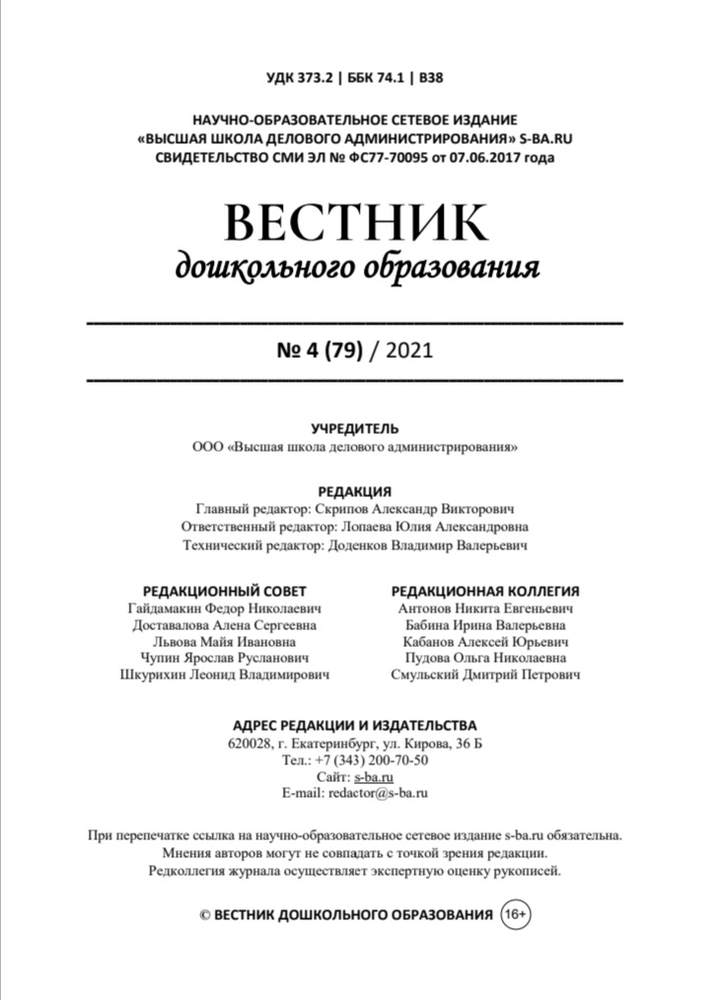 УДК 373.2 | ББК 74.1 | В38
НАУЧНО-ОБРАЗОВАТЕЛЬНОЕ СЕТЕВОЕ ИЗДАНИЕ
«ВЫСШАЯ ШКОЛА ДЕЛОВОГО АДМИНИСТРИРОВАНИЯ» S-BA.RU
СВИДЕТЕЛЬСТВО СМИ ЭЛ № ФС77-70095 от 07.06.2017 года
ВЕСТНИК
дошкольного образования
№ 4 (79) / 2021
УЧРЕДИТЕЛЬ
ООО «Высшая школа делового администрирования»
РЕДАКЦИЯ
Главный редактор: Скрипов Александр Викторович
Ответственный редактор: Лопаева Юлия Александровна
Технический редактор: Доденков Владимир Валерьевич
РЕДАКЦИОННЫЙ СОВЕТ
Гайдамакин Федор Николаевич
Доставалова Алена Сергеевна
Львова Майя Ивановна
Чупин Ярослав Русланович
Шкурихин Леонид Владимирович
РЕДАКЦИОННАЯ КОЛЛЕГИЯ
Антонов Никита Евгеньевич
Бабина Ирина Валерьевна
Кабанов Алексей Юрьевич
Пудова Ольга Николаевна
Смульский Дмитрий Петрович
АДРЕС РЕДАКЦИИ И ИЗДАТЕЛЬСТВА
620028, г. Екатеринбург, ул. Кирова, 36 Б
Тел.: +7 (343) 200-70-50
Сайт: s-ba.ru
E-mail: redactor@s-ba.ru
При перепечатке ссылка на научно-образовательное сетевое издание s-ba.ru обязательна.
Мнения авторов могут не совпадать с точкой зрения редакции.
Редколлегия журнала осуществляет экспертную оценку рукописей.
© ВЕСТНИК ДОШКОЛЬНОГО ОБРАЗОВАНИЯ 16+